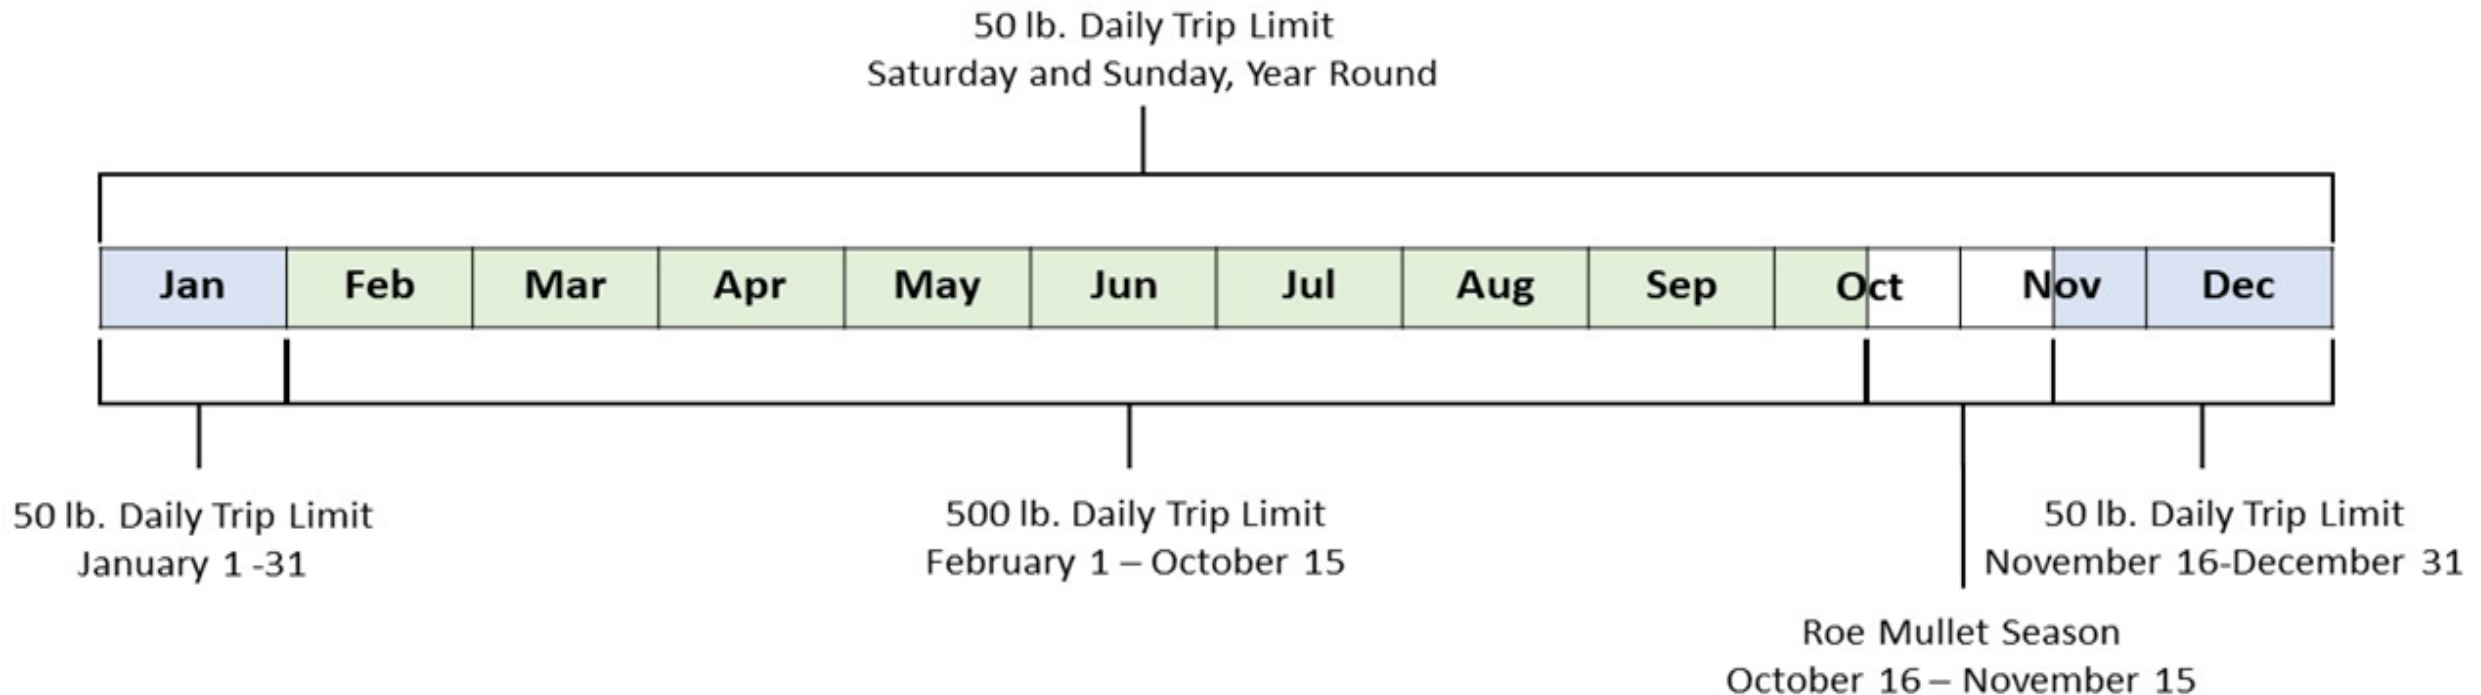 50 lb. Daily Trip Limit
Saturday and Sunday, Year Round
Jan Feb Mar Apr May Jun Jul Aug Sep Oct Nov Dec
50 lb. Daily Trip Limit
January 1 -31
500 lb. Daily Trip Limit
February 1 – October 15
50 lb. Daily Trip Limit
November 16-December 31
Roe Mullet Season
October 16 – November 15